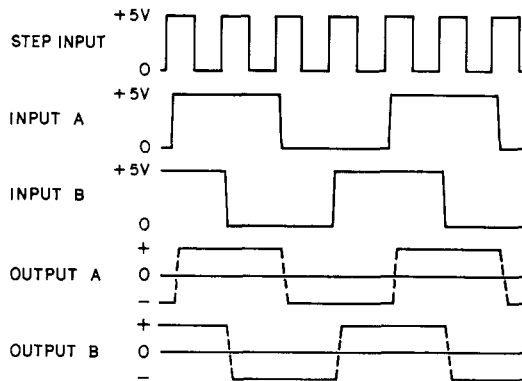 +5V
STEP INPUT
0
+5V
INPUT A
0
+5V
INPUT B
0
+
OUTPUT A 0
−
+
OUTPUT B 0
−